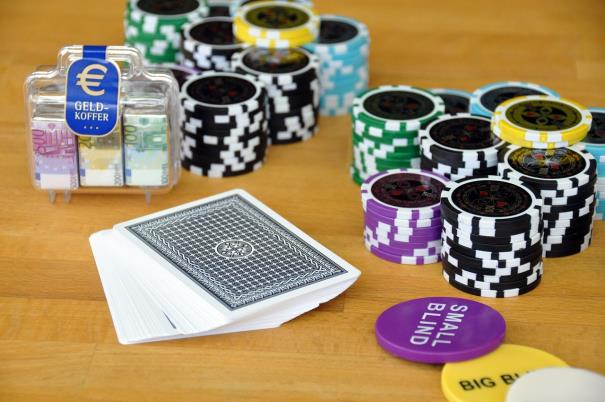 €
GELD-
KOFFER
SMALL
BLIND
BIG BL